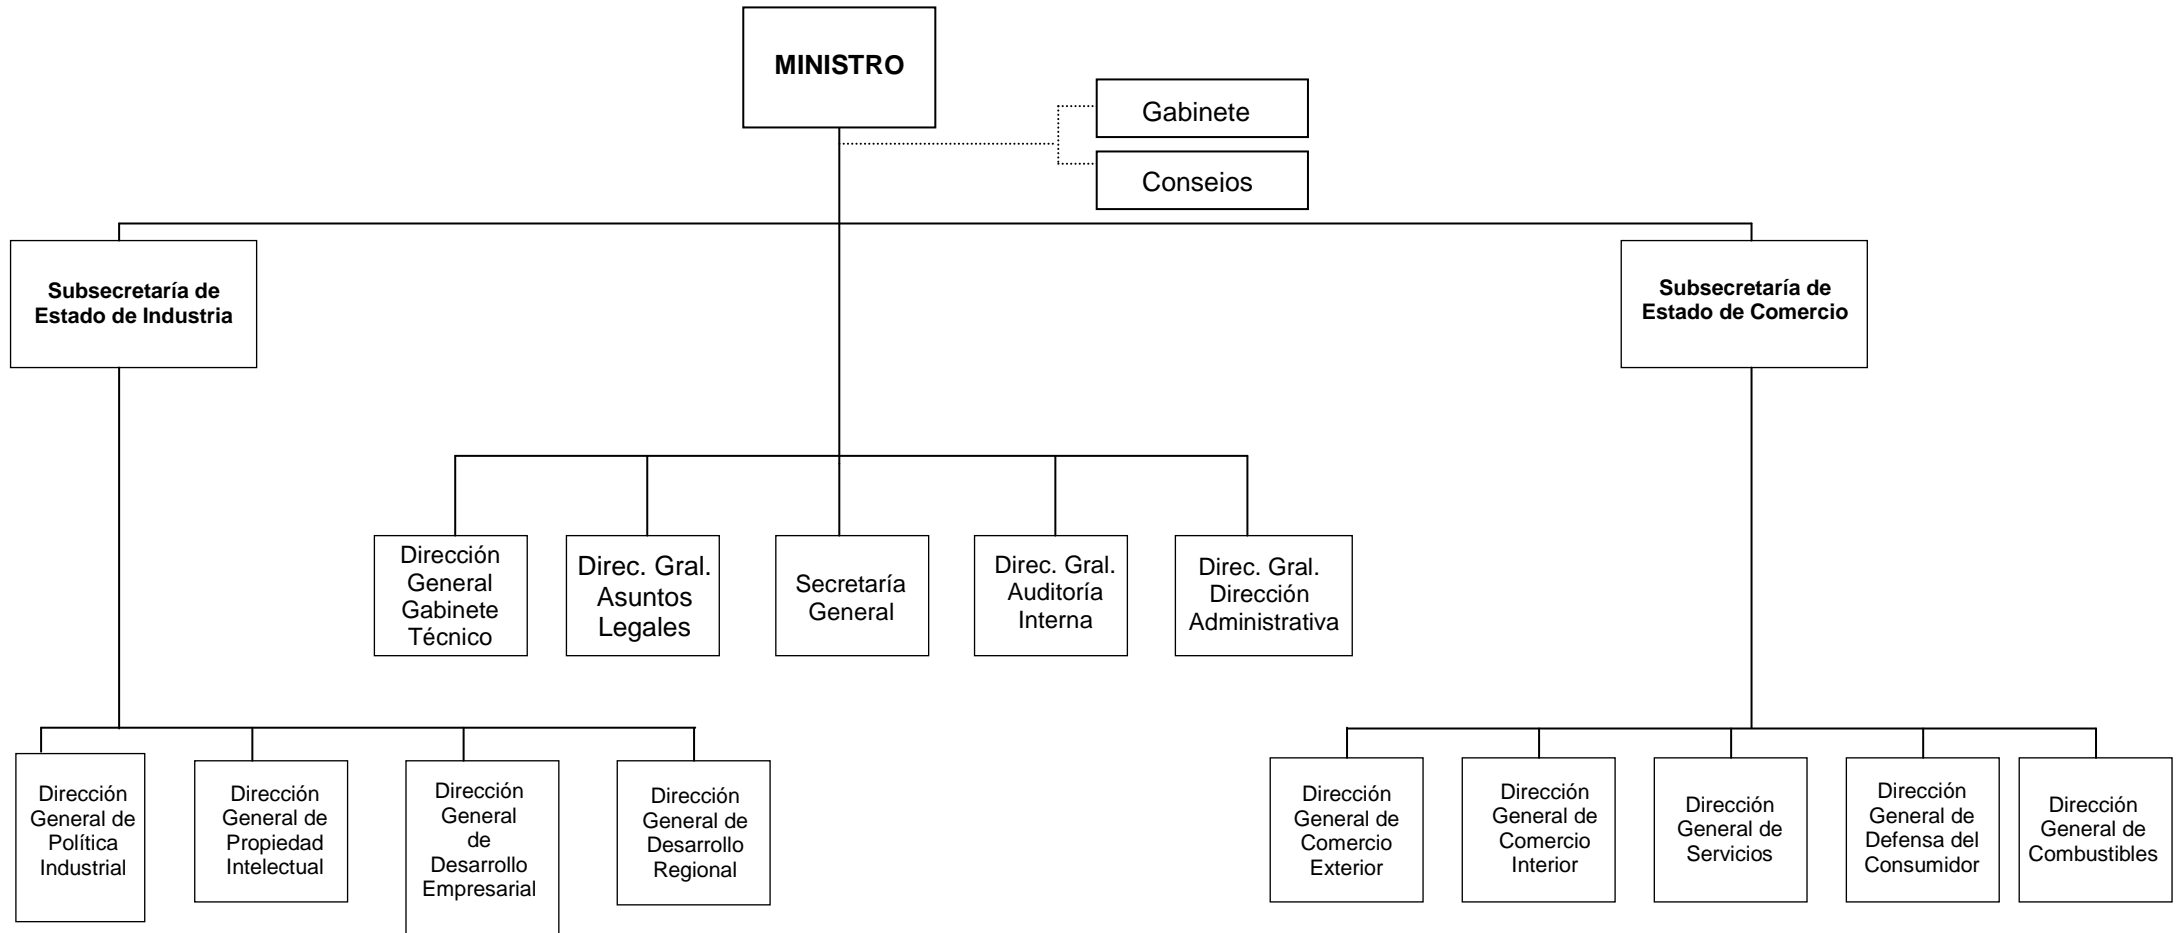 MINISTRO
Gabinete
Consejos
Subsecretaría de
Estado de Industria
Subsecretaría de
Estado de Comercio
Dirección
General
Gabinete
Técnico
Direc. Gral.
Asuntos
Legales
Secretaría
General
Direc. Gral.
Auditoría
Interna
Direc. Gral.
Dirección
Administrativa
Dirección
General de
Política
Industrial
Dirección
General de
Propiedad
Intelectual
Dirección
General
de
Desarrollo
Empresarial
Dirección
General de
Desarrollo
Regional
Dirección
General de
Comercio
Exterior
Dirección
General de
Comercio
Interior
Dirección
General de
Servicios
Dirección
General de
Defensa del
Consumidor
Dirección
General de
Combustibles